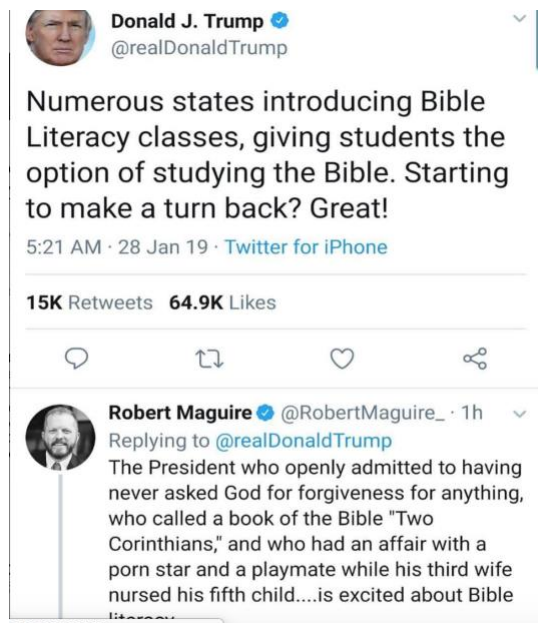 Donald J. Trump
@realDonaldTrump
Numerous states introducing Bible
Literacy classes, giving students the
option of studying the Bible. Starting
to make a turn back? Great!
5:21 AM · 28 Jan 19 · Twitter for iPhone
15K Retweets 64.9K Likes
Robert Maguire @RobertMaguire_ · 1h
Replying to @realDonaldTrump
The President who openly admitted to having
never asked God for forgiveness for anything,
who called a book of the Bible "Two
Corinthians," and who had an affair with a
porn star and a playmate while his third wife
nursed his fifth child....is excited about Bible